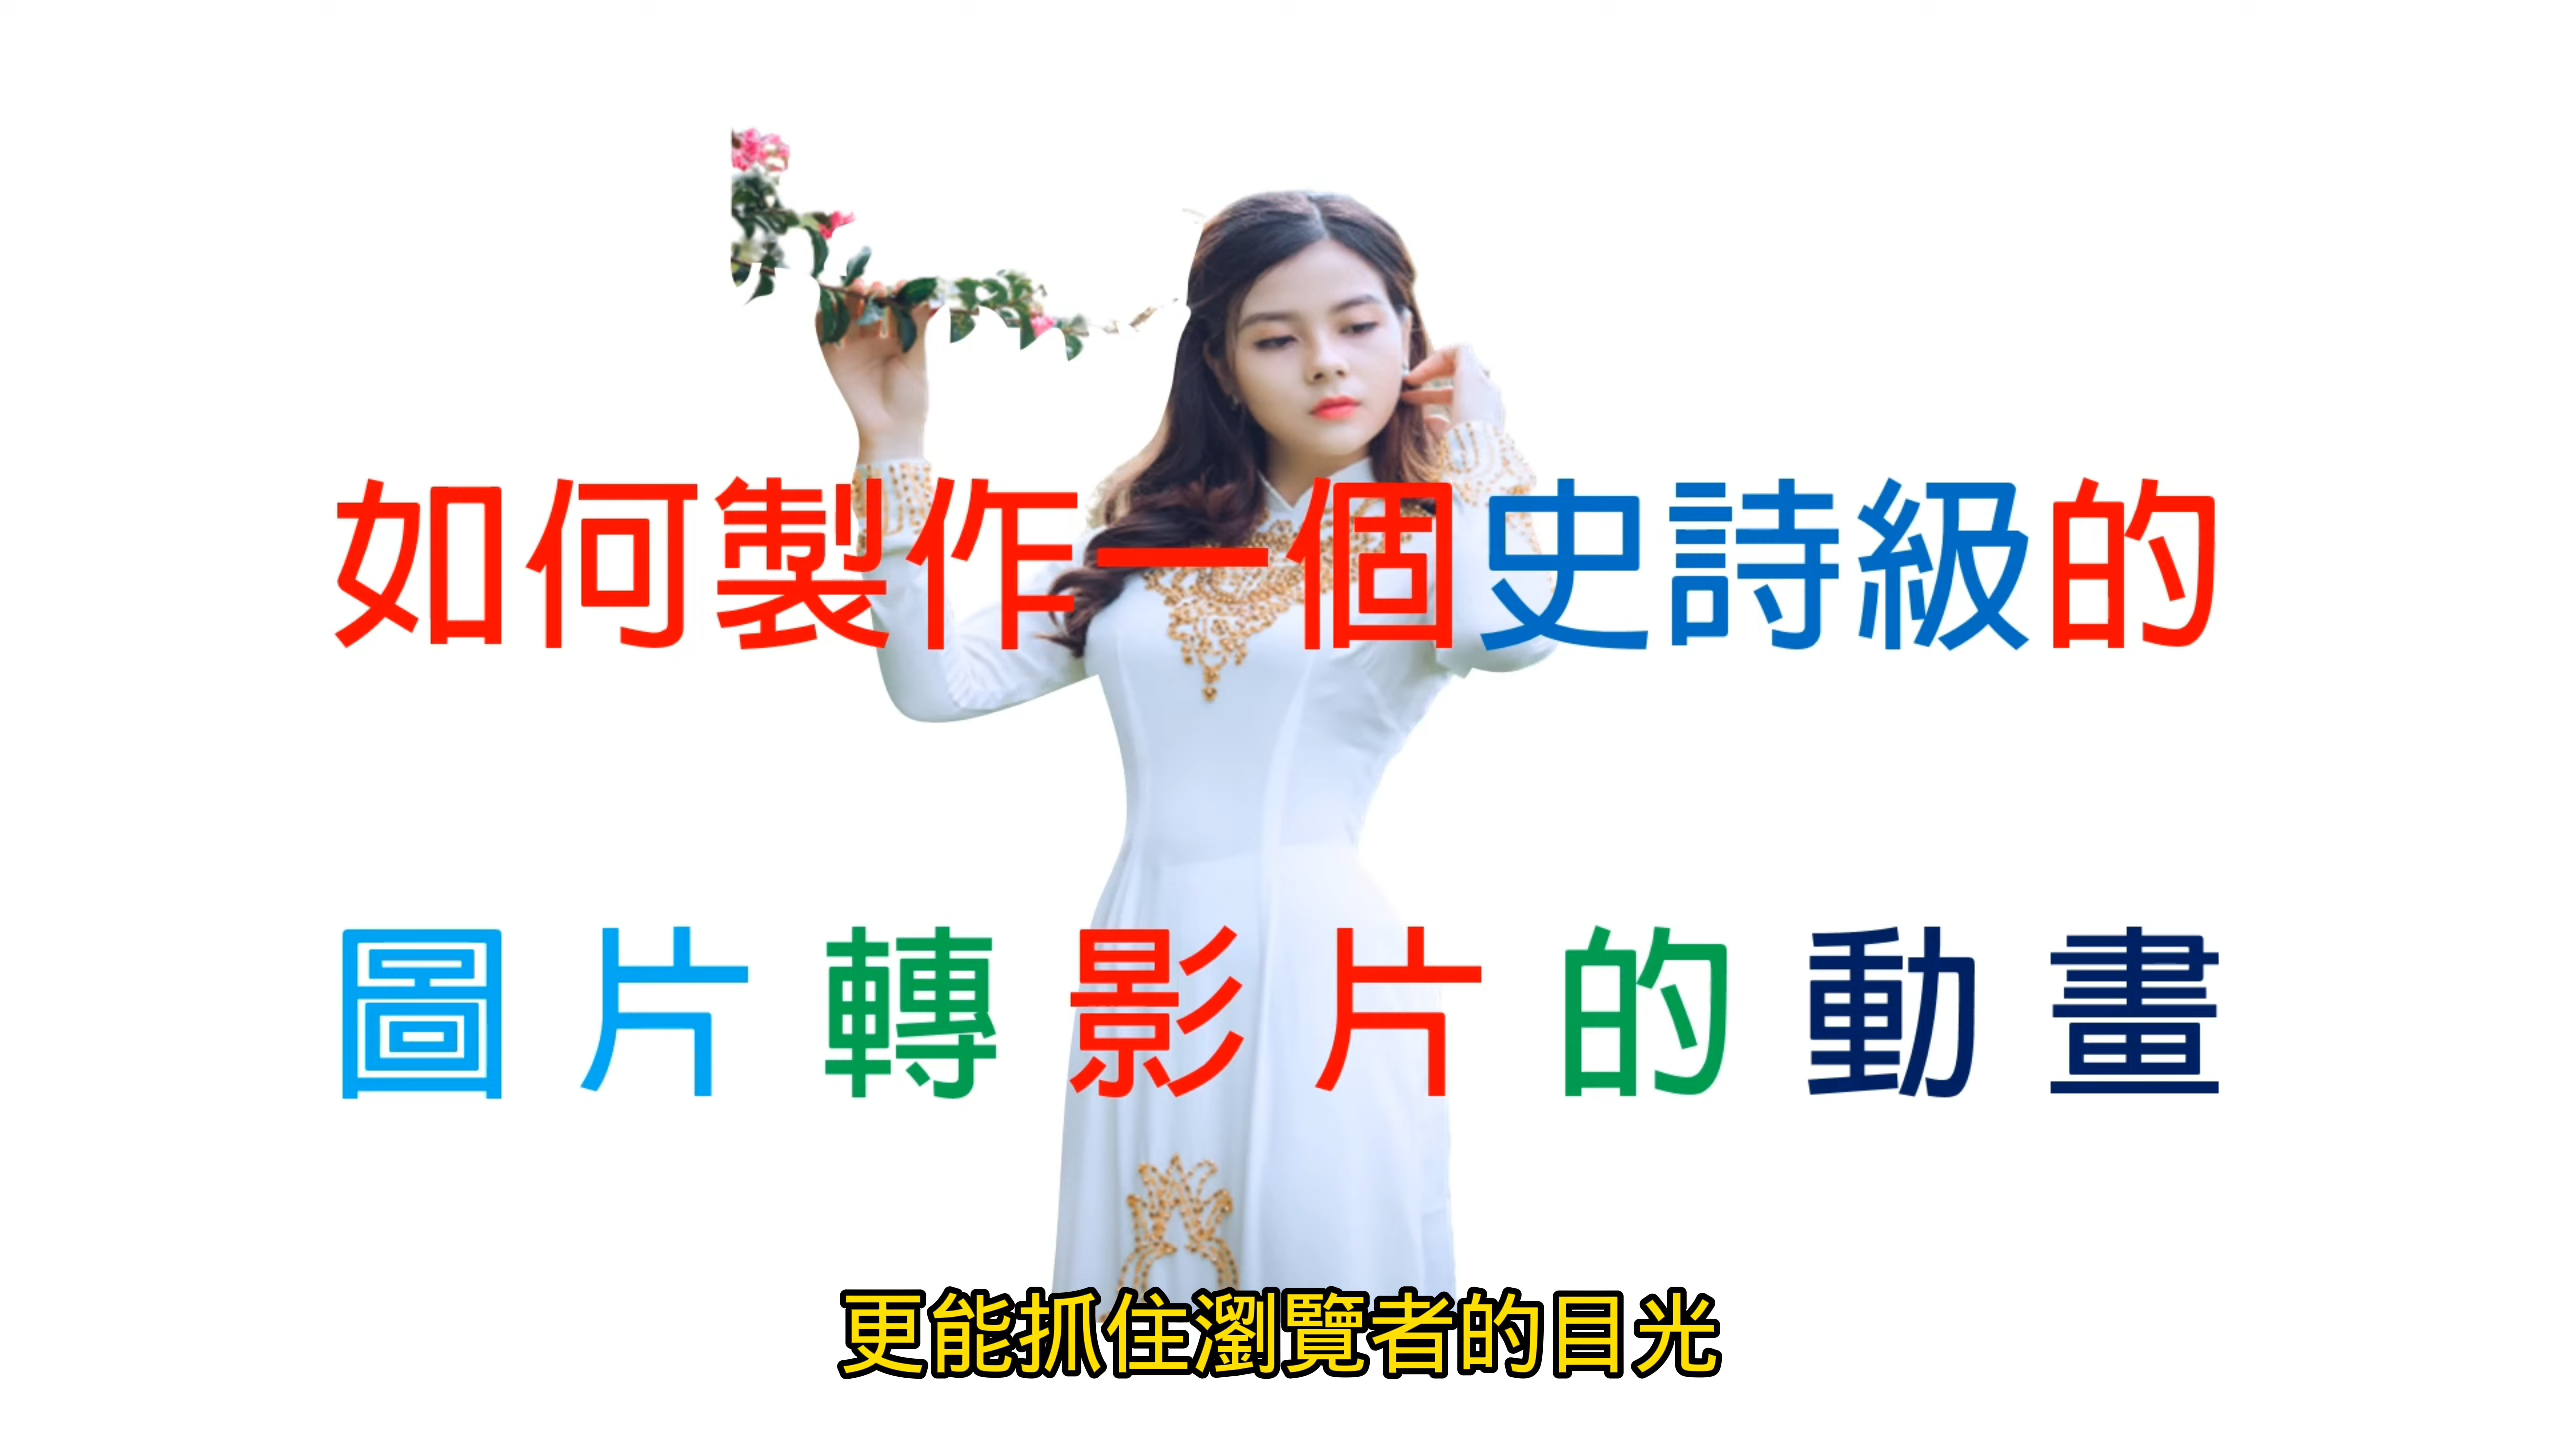 如何製作一個史詩級的
圖片轉影片的動畫
更能抓住瀏覽者的目光